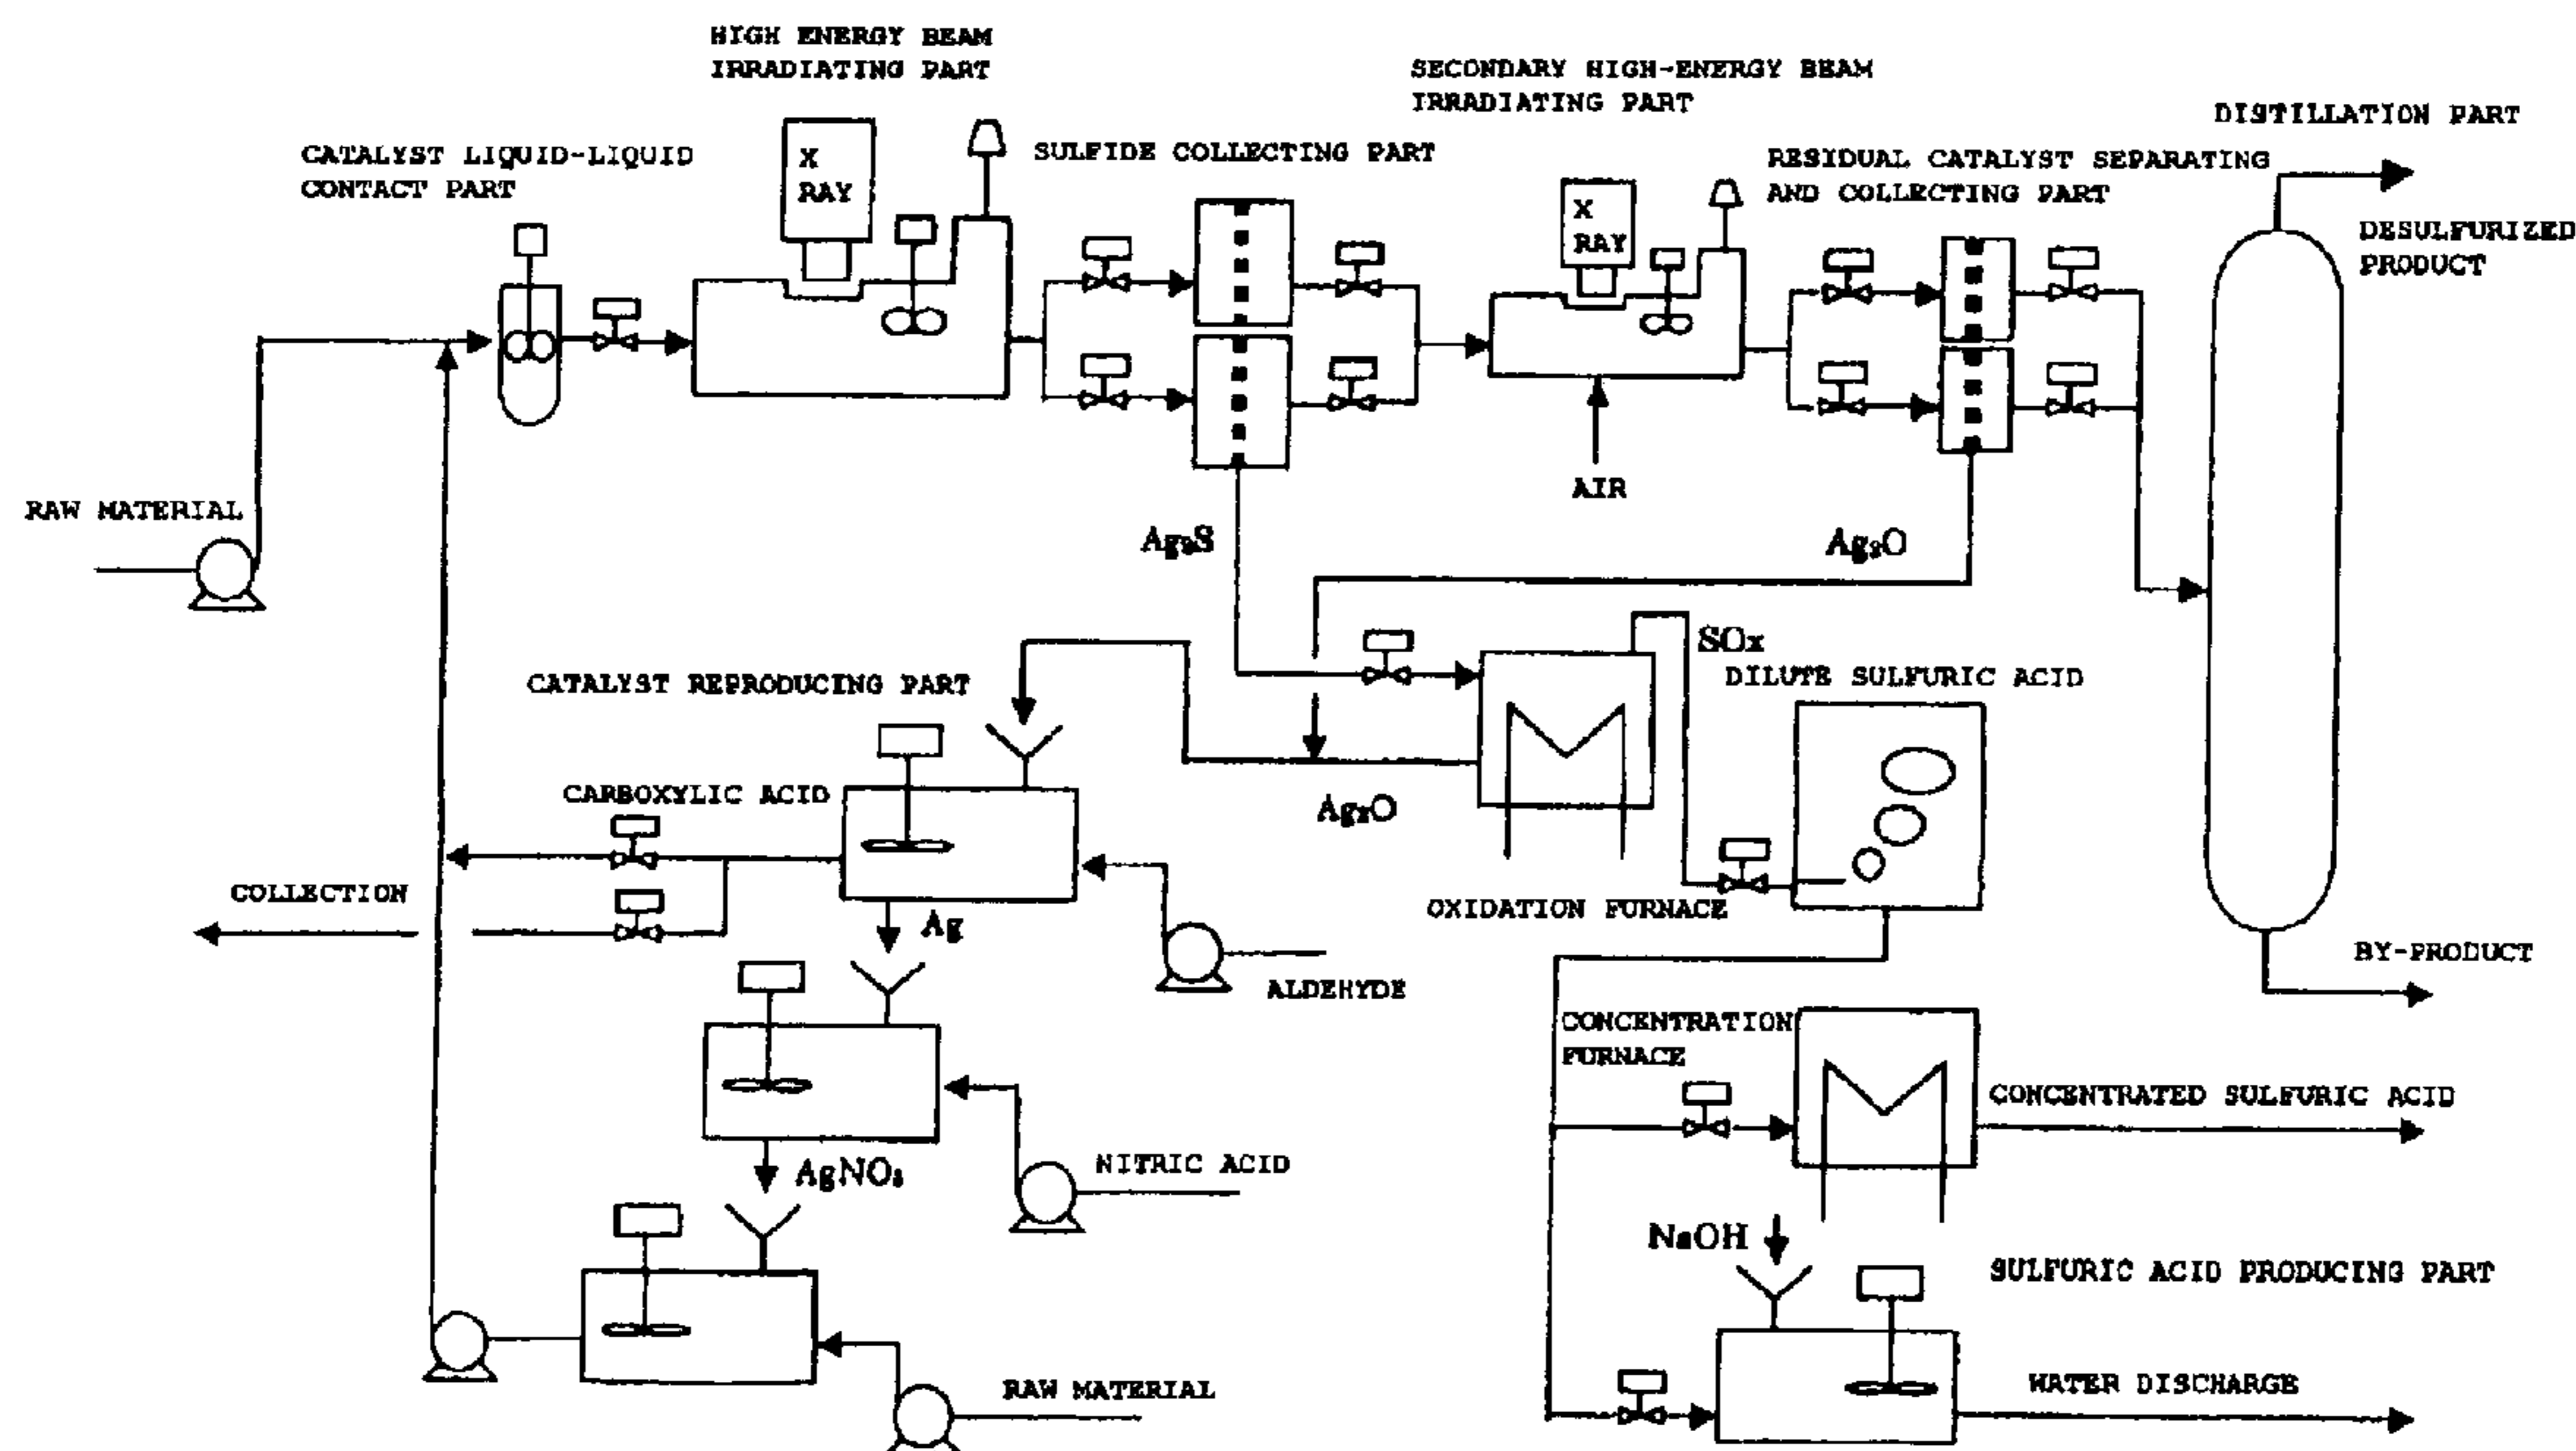 HIGH ENERGY BEAM
IRRADIATING PART
SECONDARY HIGH-ENERGY BEAM
IRRADIATING PART
DISTILLATION PART
CATALYST LIQUID-LIQUID
CONTACT PART
X
RAY
SULFIDE COLLECTING PART
X
RAY
RESIDUAL CATALYST SEPARATING
AND COLLECTING PART
DESULFURIZED
PRODUCT
RAW MATERIAL
AIR
Ag₂S
Ag₂O
SOx
DILUTE SULFURIC ACID
CATALYST REPRODUCING PART
CARBOXYLIC ACID
Ag₂O
COLLECTION
OXIDATION FURNACE
Ag
ALDEHYDE
BY-PRODUCT
CONCENTRATION
FURNACE
CONCENTRATED SULFURIC ACID
NITRIC ACID
AgNO₃
NaOH
SULFURIC ACID PRODUCING PART
RAW MATERIAL
WATER DISCHARGE